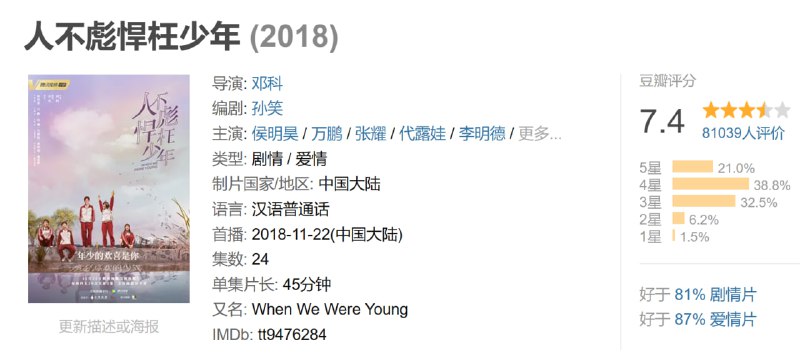 人不彪悍枉少年 (2018)
人不彪悍枉少年
WHEN WE
WERE YOUNG
年少的欢喜是你
更新描述或海报
导演: 邓科
编剧: 孙笑
主演: 侯明昊 / 万鹏 / 张耀 / 代露娃 / 李明德 / 更多...
类型: 剧情 / 爱情
制片国家/地区: 中国大陆
语言: 汉语普通话
首播: 2018-11-22(中国大陆)
集数: 24
单集片长: 45分钟
又名: When We Were Young
IMDb: tt9476284
豆瓣评分
7.4
81039人评价
5星 21.0%
4星 38.8%
3星 32.5%
2星 6.2%
1星 1.5%
好于 81% 剧情片
好于 87% 爱情片